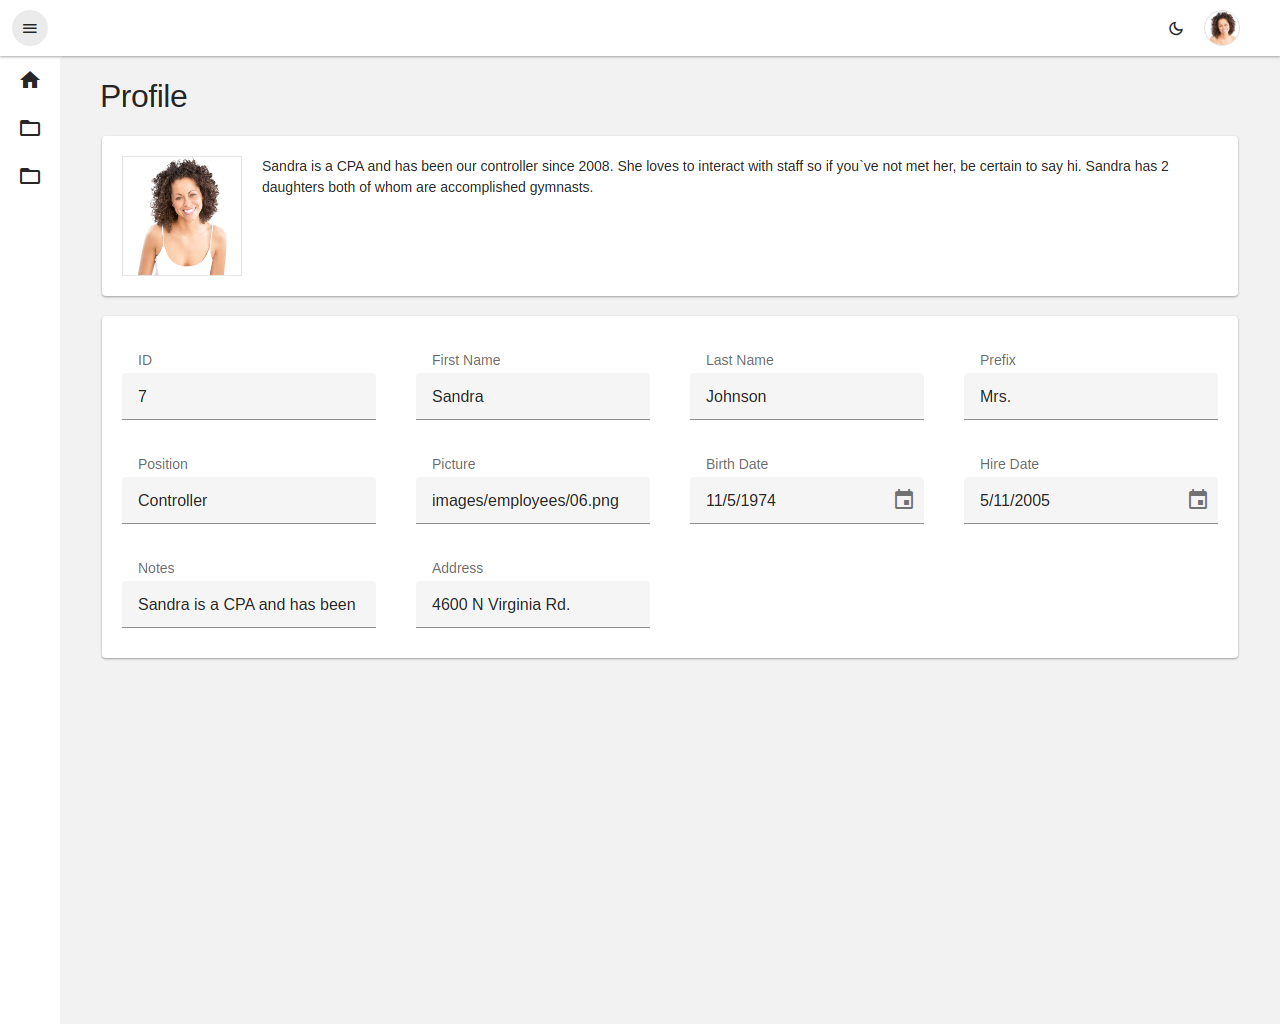 Profile
Sandra is a CPA and has been our controller since 2008. She loves to interact with staff so if you`ve not met her, be certain to say hi. Sandra has 2
daughters both of whom are accomplished gymnasts.
ID
First Name
Last Name
Prefix
7
Sandra
Johnson
Mrs.
Position
Picture
Birth Date
Hire Date
Controller
images/employees/06.png
11/5/1974
5/11/2005
Notes
Address
Sandra is a CPA and has been
4600 N Virginia Rd.